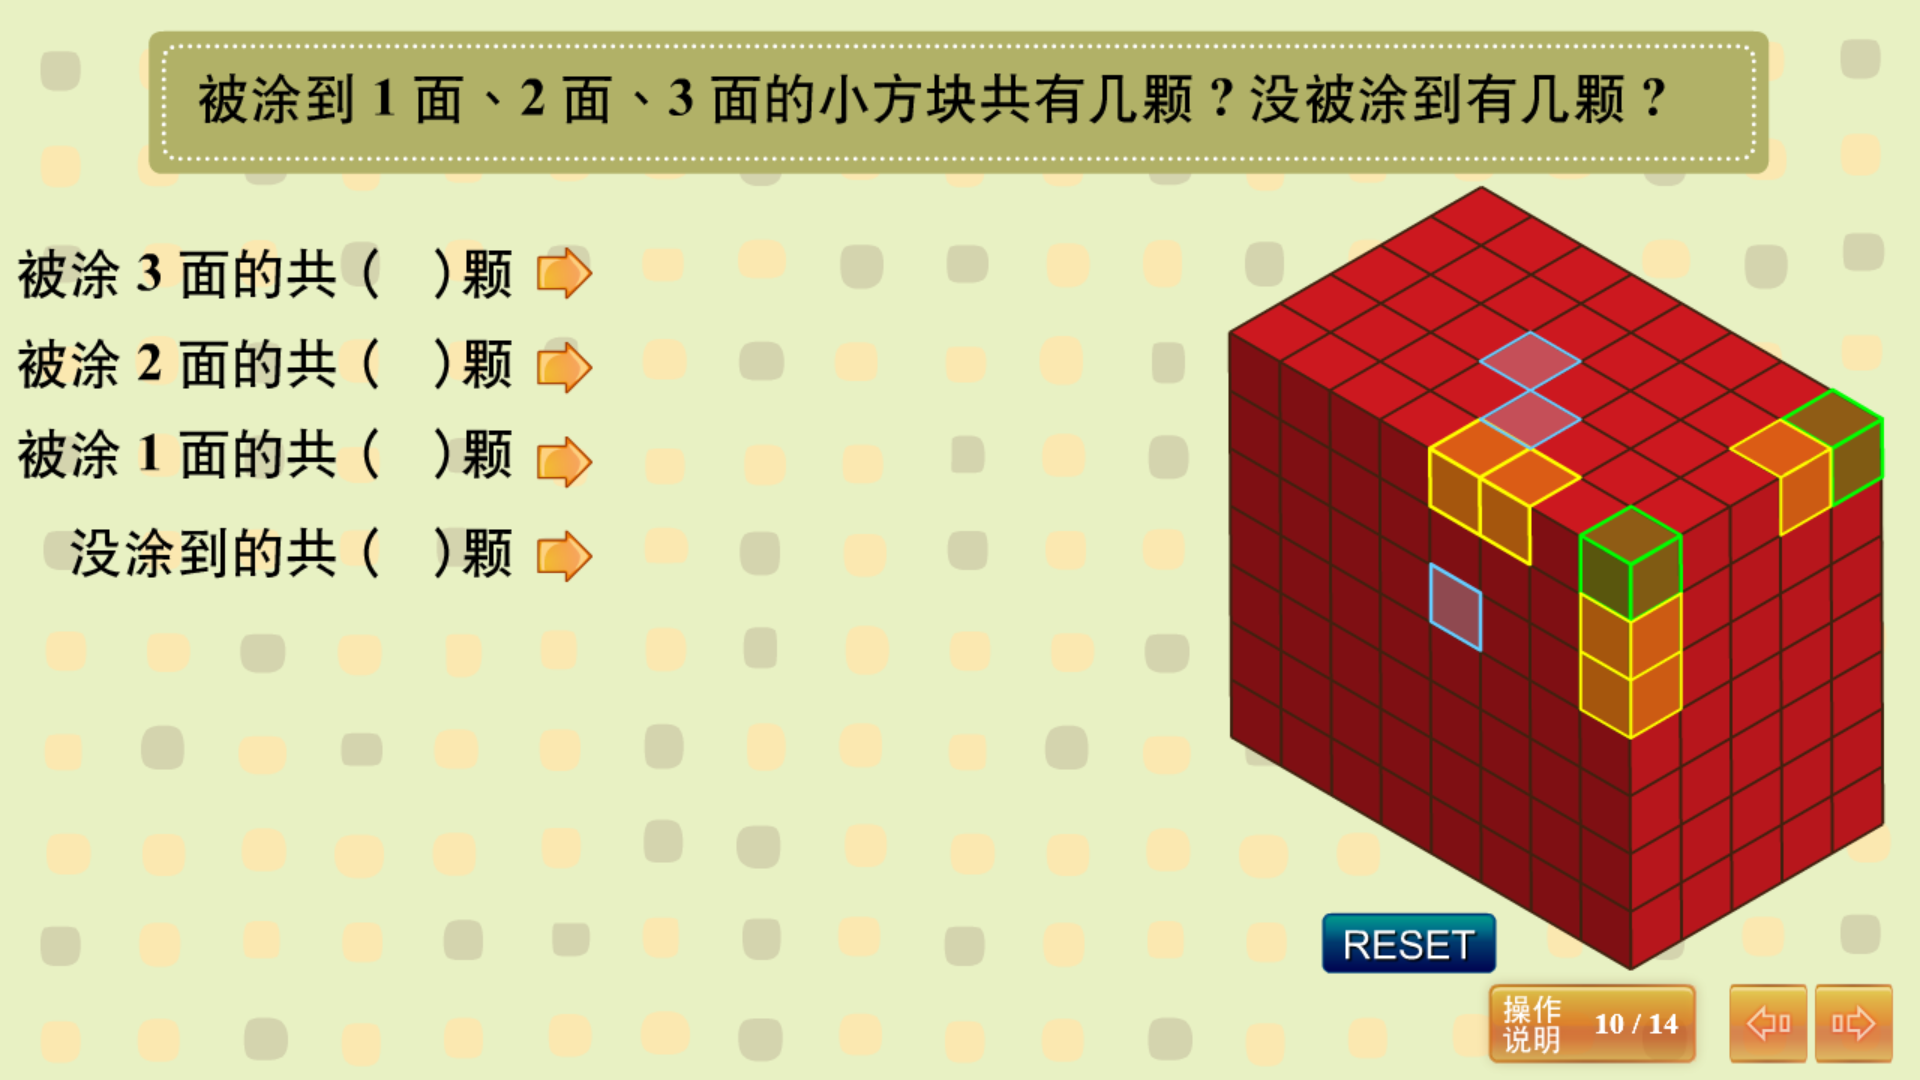 被涂到 1 面、2 面、3 面的小方块共有几颗？没被涂到有几颗？
被涂 3 面的共（　）颗
被涂 2 面的共（　）颗
被涂 1 面的共（　）颗
没涂到的共（　）颗
RESET
操作
说明
10 / 14